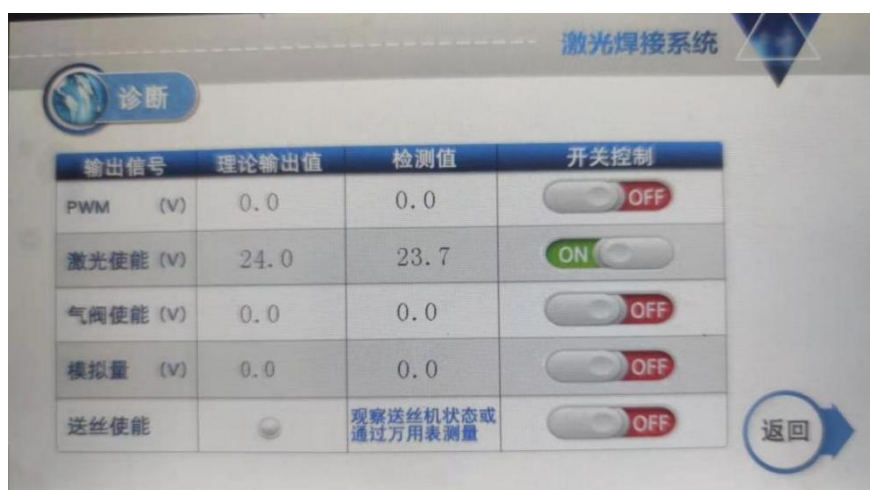 激光焊接系统
诊断
输出信号 理论输出值 检测值 开关控制
PWM (V) 0.0 0.0 OFF
激光使能 (V) 24.0 23.7 ON
气阀使能 (V) 0.0 0.0 OFF
模拟量 (V) 0.0 0.0 OFF
送丝使能 观察送丝机状态或 OFF
通过万用表测量
返回